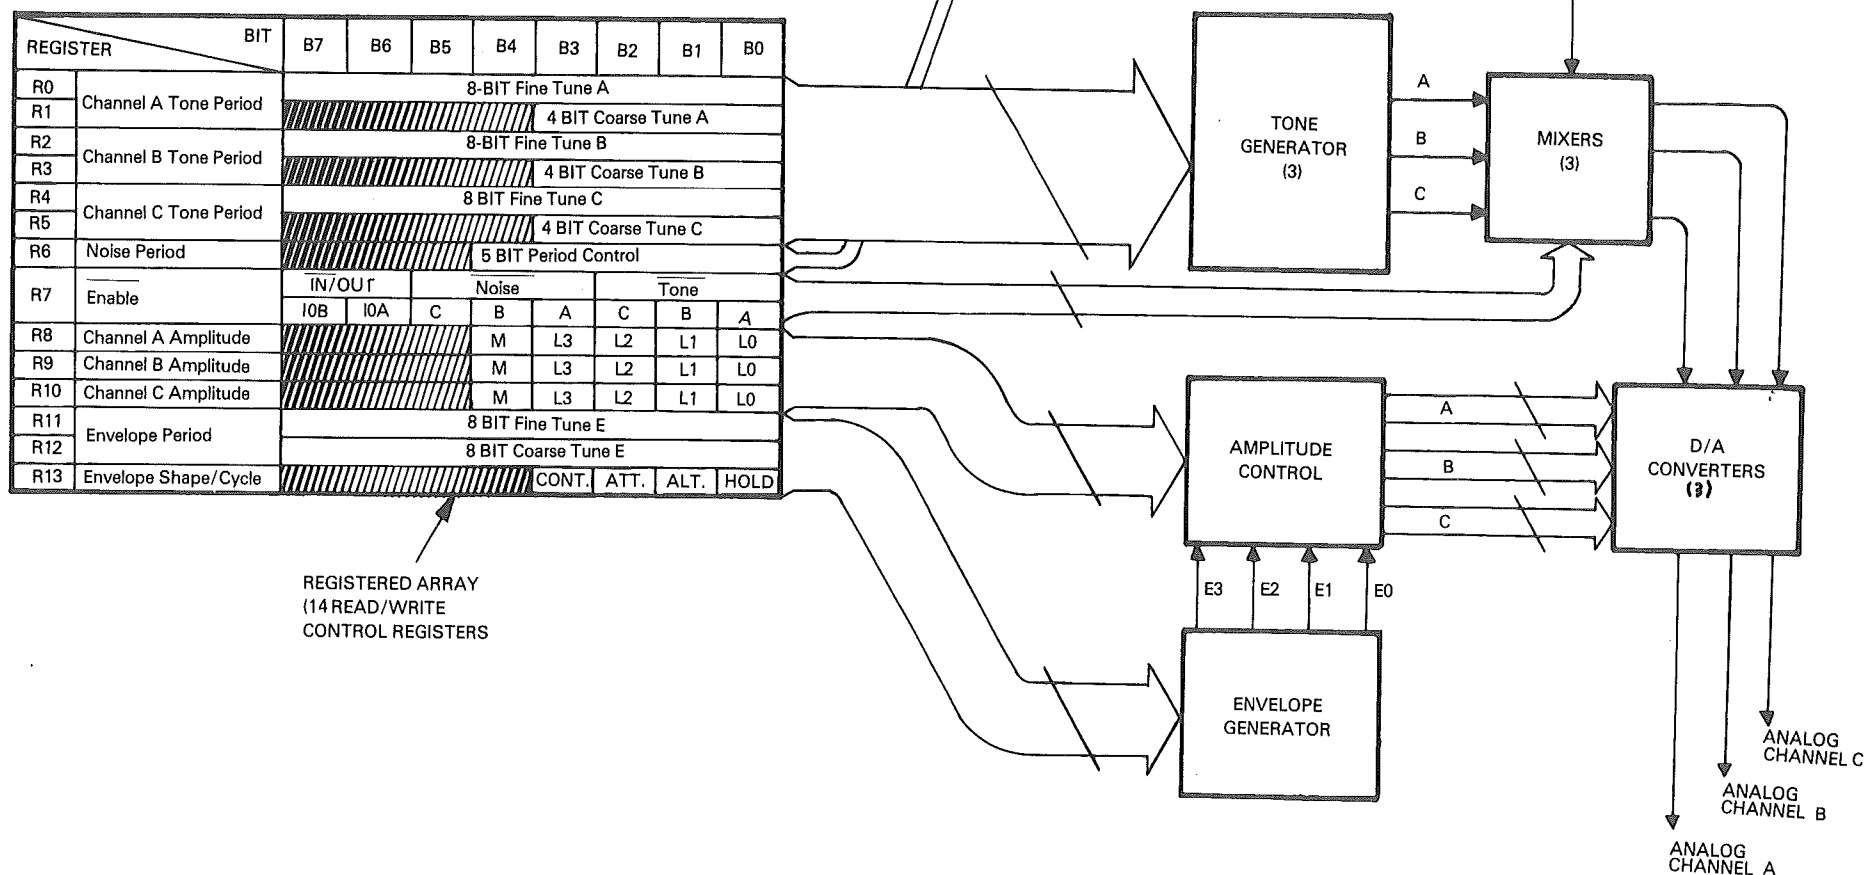 REGISTER BIT B7 B6 B5 B4 B3 B2 B1 B0
R0 Channel A Tone Period 8-BIT Fine Tune A
R1 4 BIT Coarse Tune A
R2 Channel B Tone Period 8-BIT Fine Tune B
R3 4 BIT Coarse Tune B
R4 Channel C Tone Period 8 BIT Fine Tune C
R5 4 BIT Coarse Tune C
R6 Noise Period 5 BIT Period Control
R7 Enable IN/OUT Noise Tone
IOB IOA C B A C B A
R8 Channel A Amplitude M L3 L2 L1 L0
R9 Channel B Amplitude M L3 L2 L1 L0
R10 Channel C Amplitude M L3 L2 L1 L0
R11 Envelope Period 8 BIT Fine Tune E
R12 8 BIT Coarse Tune E
R13 Envelope Shape/Cycle CONT. ATT. ALT. HOLD
REGISTERED ARRAY
(14 READ/WRITE
CONTROL REGISTERS
TONE
GENERATOR
(3)
A
B
C
MIXERS
(3)
AMPLITUDE
CONTROL
A
B
C
D/A
CONVERTERS
(3)
E3 E2 E1 E0
ENVELOPE
GENERATOR
ANALOG
CHANNEL C
ANALOG
CHANNEL B
ANALOG
CHANNEL A